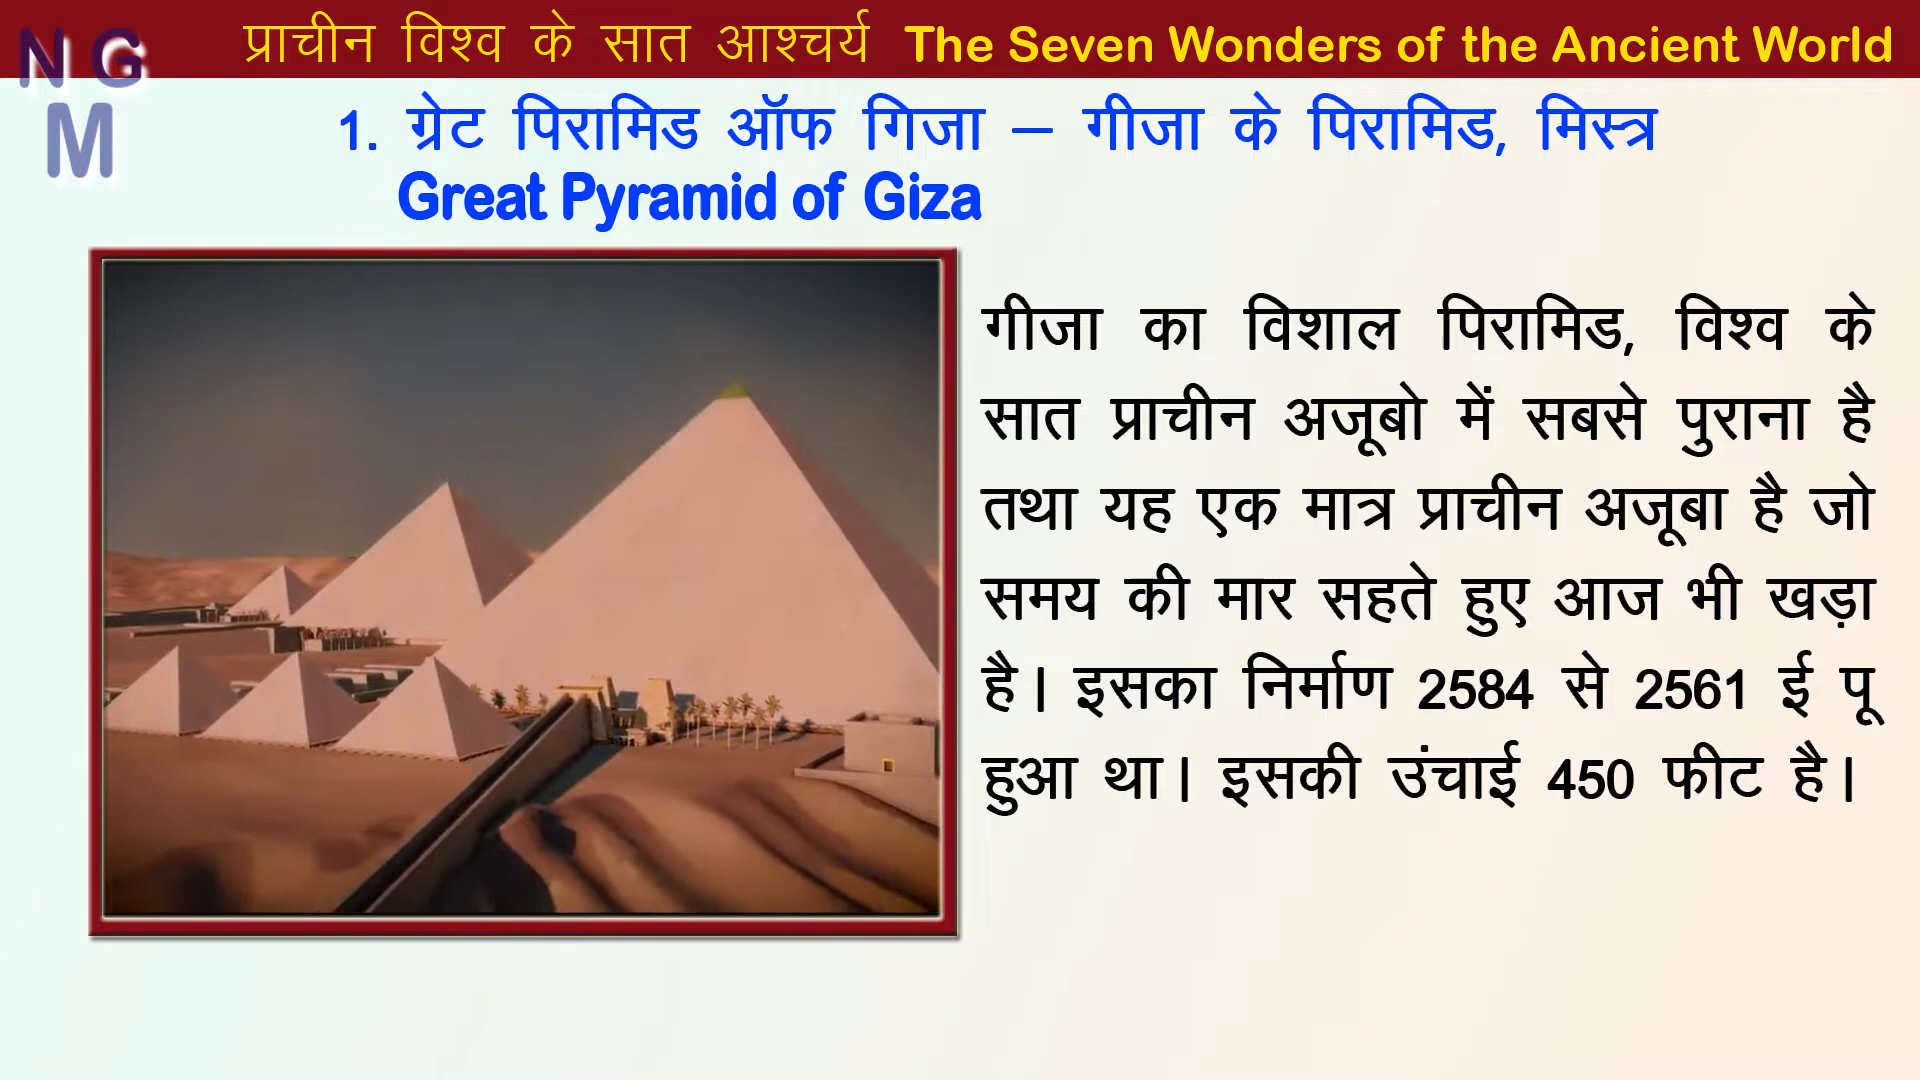 प्राचीन विश्व के सात आश्चर्य The Seven Wonders of the Ancient World
N G
M
1. ग्रेट पिरामिड ऑफ गिजा – गीजा के पिरामिड, मिस्त्र
Great Pyramid of Giza
गीजा का विशाल पिरामिड, विश्व के
सात प्राचीन अजूबो में सबसे पुराना है
तथा यह एक मात्र प्राचीन अजूबा है जो
समय की मार सहते हुए आज भी खड़ा
है। इसका निर्माण 2584 से 2561 ई पू
हुआ था। इसकी उंचाई 450 फीट है।